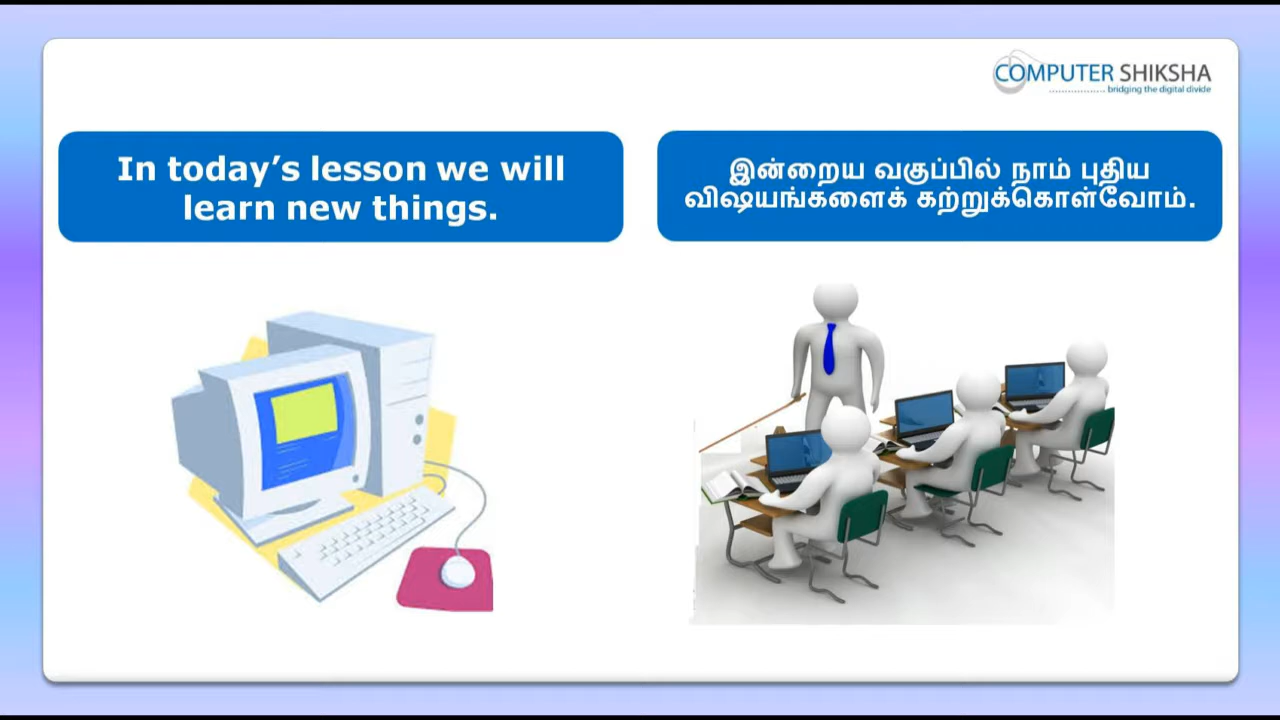 COMPUTER SHIKSHA
bridging the digital divide
In today's lesson we will
learn new things.
இன்றைய வகுப்பில் நாம் புதிய
விஷயங்களைக் கற்றுக்கொள்வோம்.